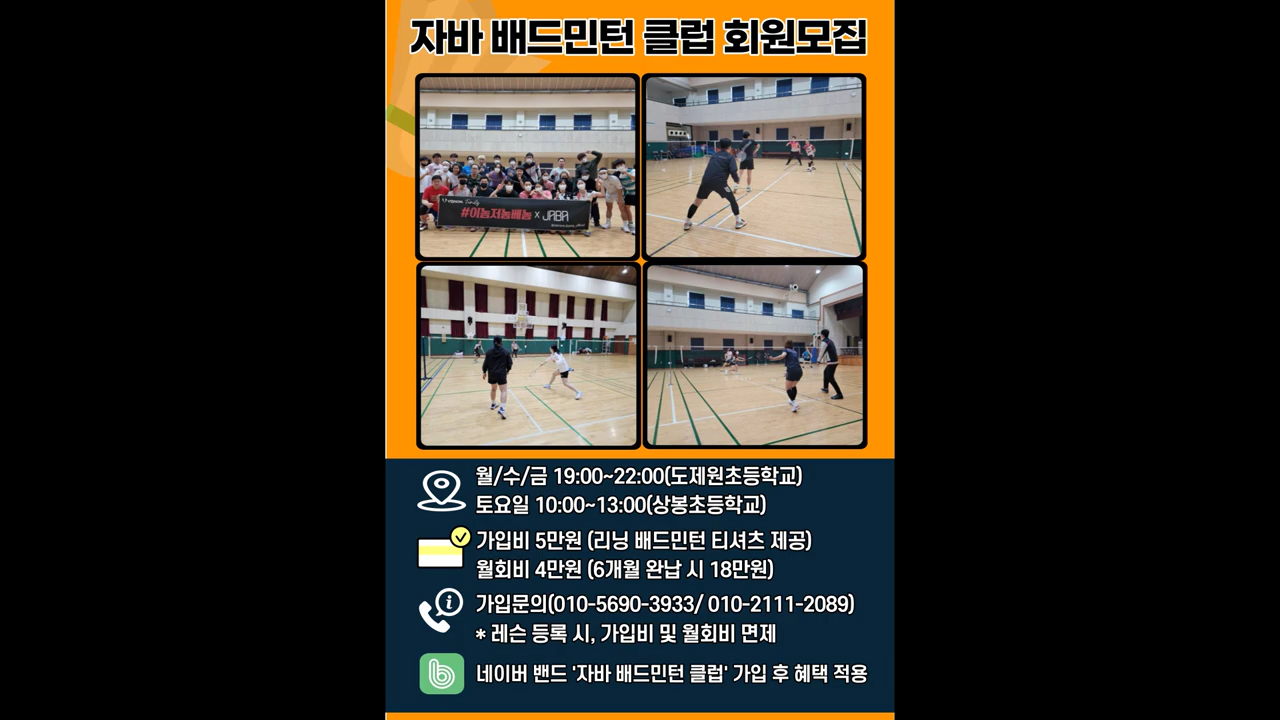 자바 배드민턴 클럽 회원모집
#이놈저놈배놈 x JABA
월/수/금 19:00~22:00(도제원초등학교)
토요일 10:00~13:00(상봉초등학교)
가입비 5만원 (리닝 배드민턴 티셔츠 제공)
월회비 4만원 (6개월 완납 시 18만원)
가입문의(010-5690-3933/ 010-2111-2089)
* 레슨 등록 시, 가입비 및 월회비 면제
네이버 밴드 '자바 배드민턴 클럽' 가입 후 혜택 적용